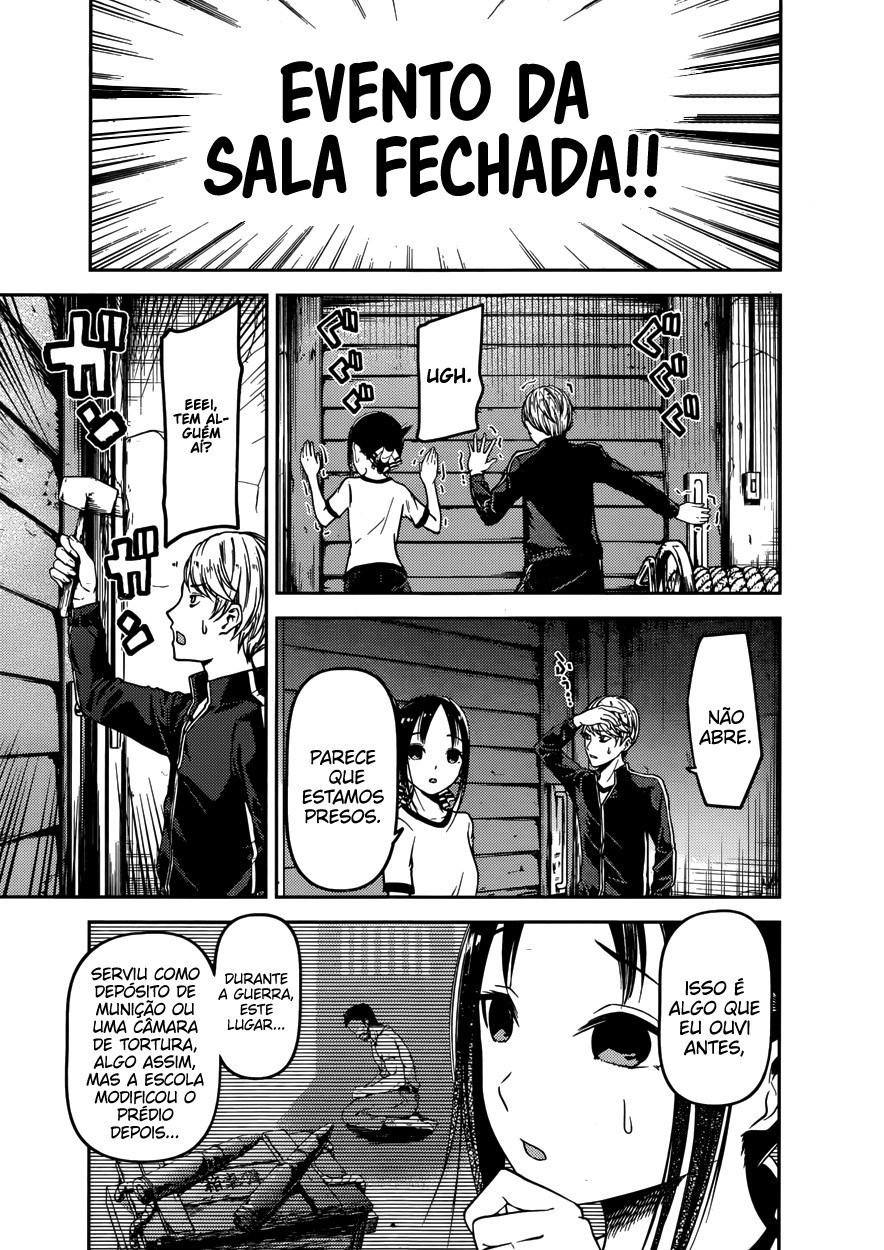 EVENTO DA
SALA FECHADA!!
UGH.
NÃO
ABRE.
PARECE
QUE
ESTAMOS
PRESOS.
EEEI,
TEM AL-
GUÉM
AÍ?
ISSO É
ALGO QUE
EU OUVI
ANTES,
DURANTE
A GUERRA,
ESTE
LUGAR...
SERVIU COMO
DEPÓSITO DE
MUNIÇÃO OU
UMA CÂMARA
DE TORTURA,
ALGO ASSIM,
MAS A ESCOLA
MODIFICOU O
PRÉDIO
DEPOIS...